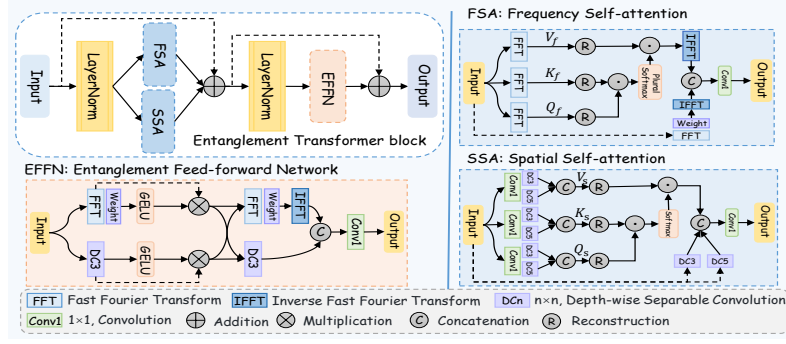 Input
LayerNorm
FSA
SSA
LayerNorm
EFFN
Output
Entanglement Transformer block
FSA: Frequency Self-attention
Input
FFT
V_f
R
FFT
K_f
R
FFT
Q_f
R
Plural
Softmax
IFFT
C
IFFT
Weight
FFT
Conv1
Output
EFFN: Entanglement Feed-forward Network
Input
FFT
Weight
GELU
DC3
GELU
FFT
Weight
IFFT
DC3
C
Conv1
Output
SSA: Spatial Self-attention
Input
Conv1
DC3
DC5
C
V_s
R
Conv1
DC3
DC5
C
K_s
R
Conv1
DC3
DC5
C
Q_s
R
Softmax
C
DC3
DC5
Conv1
Output
FFT Fast Fourier Transform IFFT Inverse Fast Fourier Transform DCn n×n, Depth-wise Separable Convolution
Conv1 1×1, Convolution Addition Multiplication C Concatenation R Reconstruction